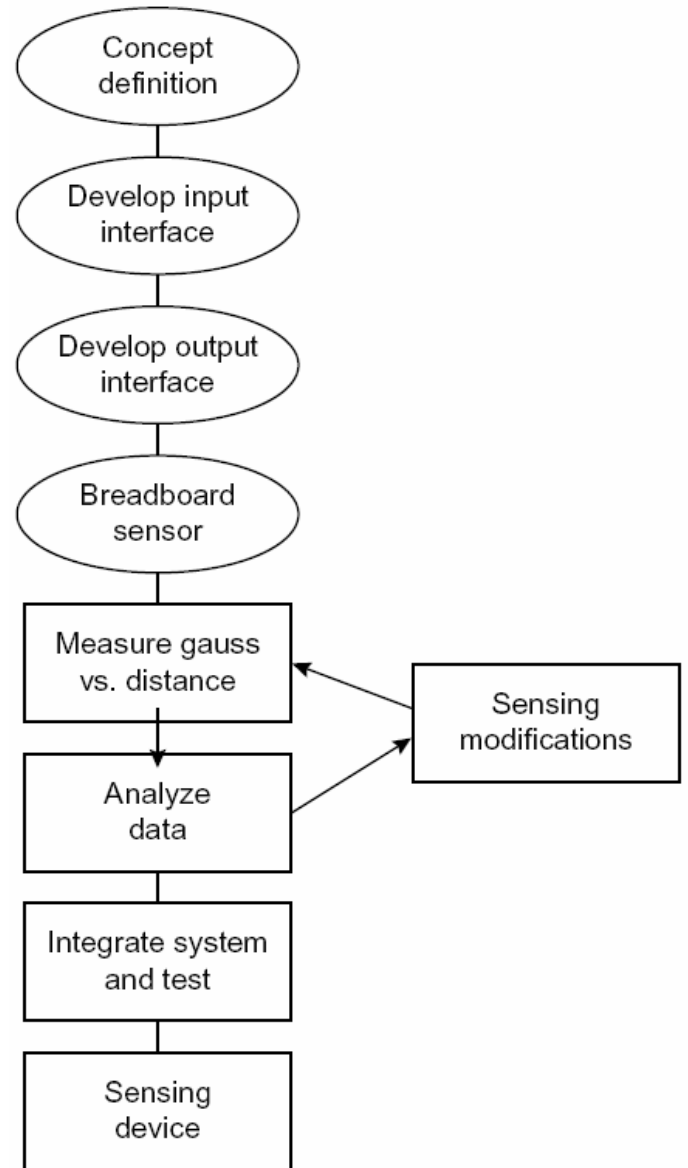 Concept
definition
Develop input
interface
Develop output
interface
Breadboard
sensor
Measure gauss
vs. distance
Sensing
modifications
Analyze
data
Integrate system
and test
Sensing
device